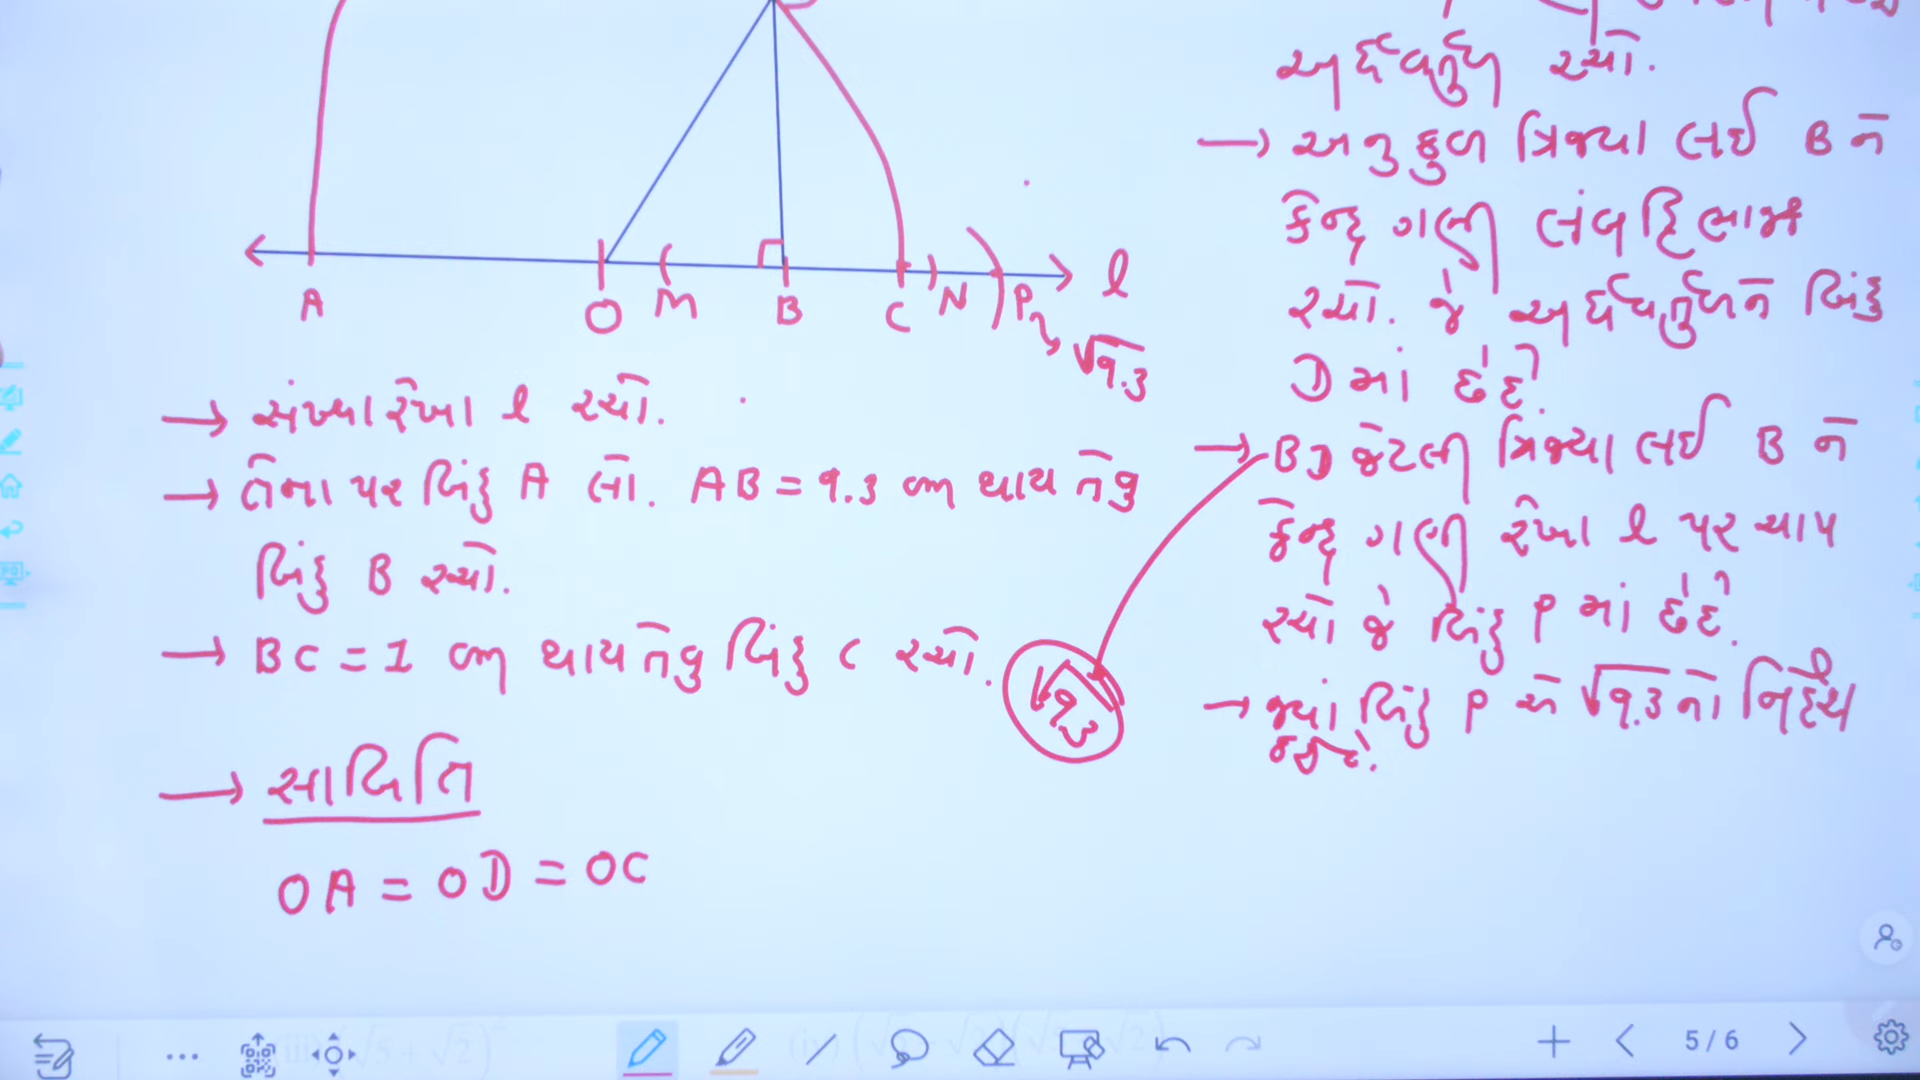 A O M B C N P l
√9.3
→ સંખ્યારેખા l રચો.
→ તેના પર બિંદુ A લો. AB = 9.3 cm થાય તેવુ
બિંદુ B રચો.
→ BC = 1 cm થાય તેવુ બિંદુ C રચો.
→ સાબિતિ
OA = OD = OC
અર્ધવર્તુળ રચો.
→ અનુકુળ ત્રિજ્યા લઈ B ને
કેન્દ્ર ગણી લંબદ્વિભાજક
રચો. જે અર્ધવર્તુળને બિંદુ
D માં છેદે.
→ BD જેટલી ત્રિજ્યા લઈ B ને
કેન્દ્ર ગણી રેખા l પર ચાપ
રચો જે બિંદુ P માં છેદે.
→ જ્યાં બિંદુ P એ √9.3 નો નિર્દેશ
કરે છે.
5/6